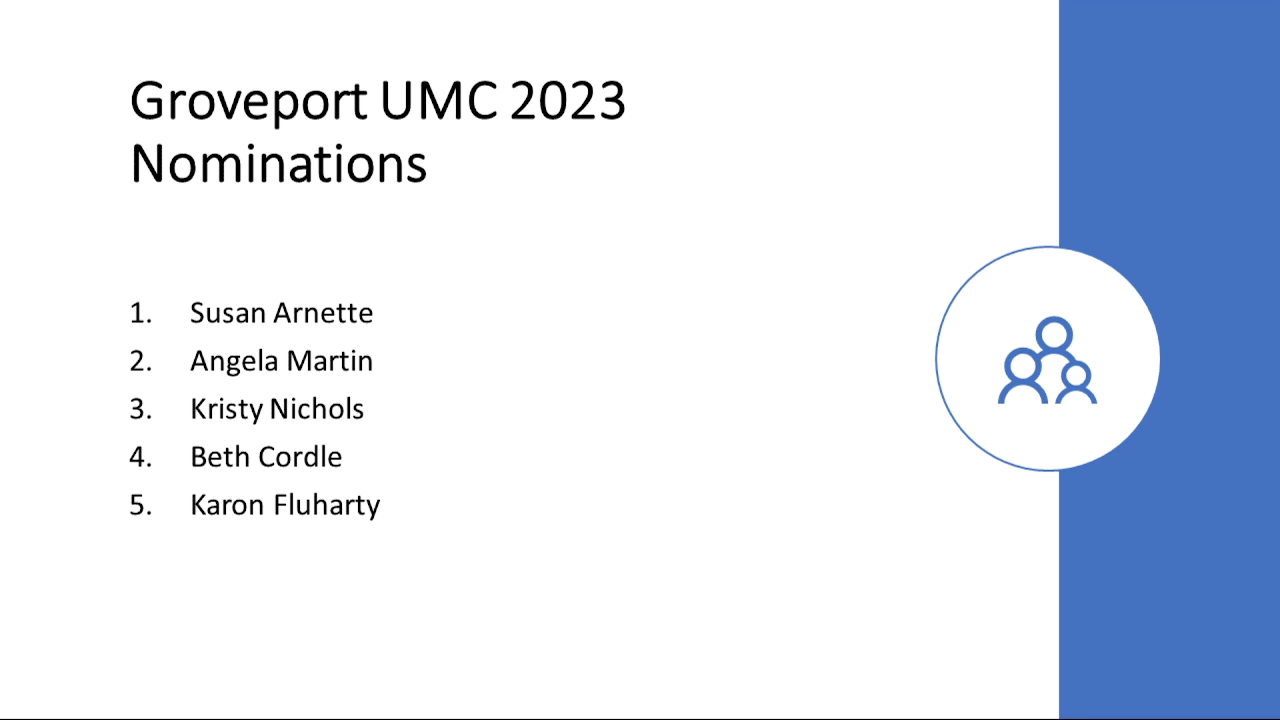 Groveport UMC 2023
Nominations
1. Susan Arnette
2. Angela Martin
3. Kristy Nichols
4. Beth Cordle
5. Karon Fluharty